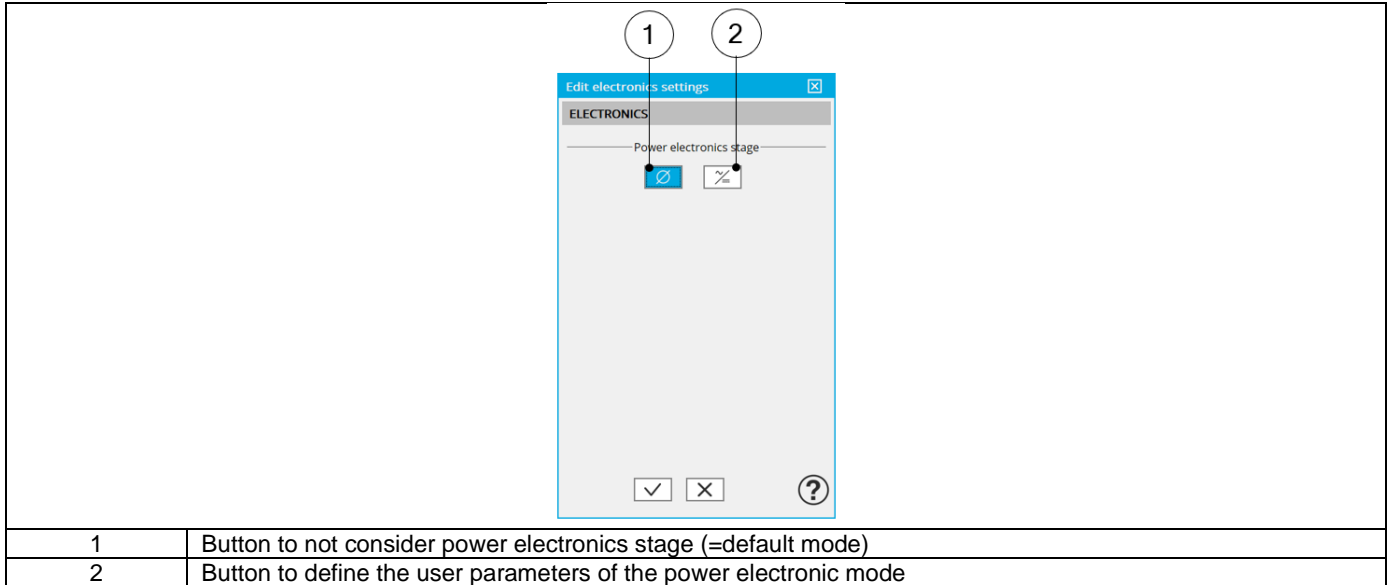 1 2
Edit electronics settings
ELECTRONICS
Power electronics stage
?
1 Button to not consider power electronics stage (=default mode)
2 Button to define the user parameters of the power electronic mode